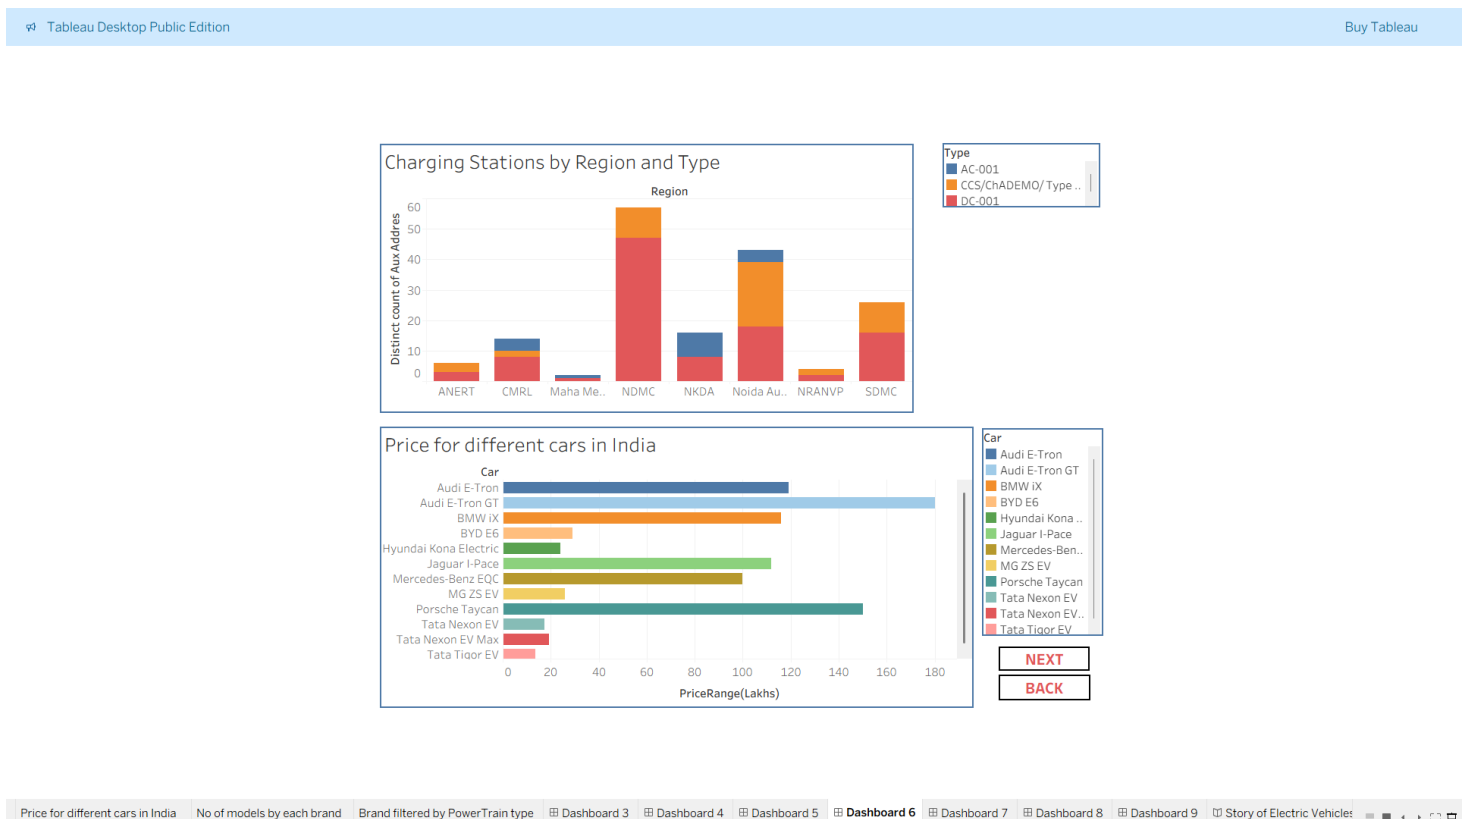 Tableau Desktop Public Edition
Buy Tableau
Charging Stations by Region and Type
Region
Distinct count of Aux Addres
60
50
40
30
20
10
0
ANERT CMRL Maha Me.. NDMC NKDA Noida Au.. NRANVP SDMC
Type
AC-001
CCS/ChADEMO/ Type ..
DC-001
Price for different cars in India
Car
Audi E-Tron
Audi E-Tron GT
BMW iX
BYD E6
Hyundai Kona Electric
Jaguar I-Pace
Mercedes-Benz EQC
MG ZS EV
Porsche Taycan
Tata Nexon EV
Tata Nexon EV Max
Tata Tigor EV
0 20 40 60 80 100 120 140 160 180
PriceRange(Lakhs)
Car
Audi E-Tron
Audi E-Tron GT
BMW iX
BYD E6
Hyundai Kona ..
Jaguar I-Pace
Mercedes-Ben..
MG ZS EV
Porsche Taycan
Tata Nexon EV
Tata Nexon EV..
Tata Tigor EV
NEXT
BACK
Price for different cars in India No of models by each brand Brand filtered by PowerTrain type Dashboard 3 Dashboard 4 Dashboard 5 Dashboard 6 Dashboard 7 Dashboard 8 Dashboard 9 Story of Electric Vehicles